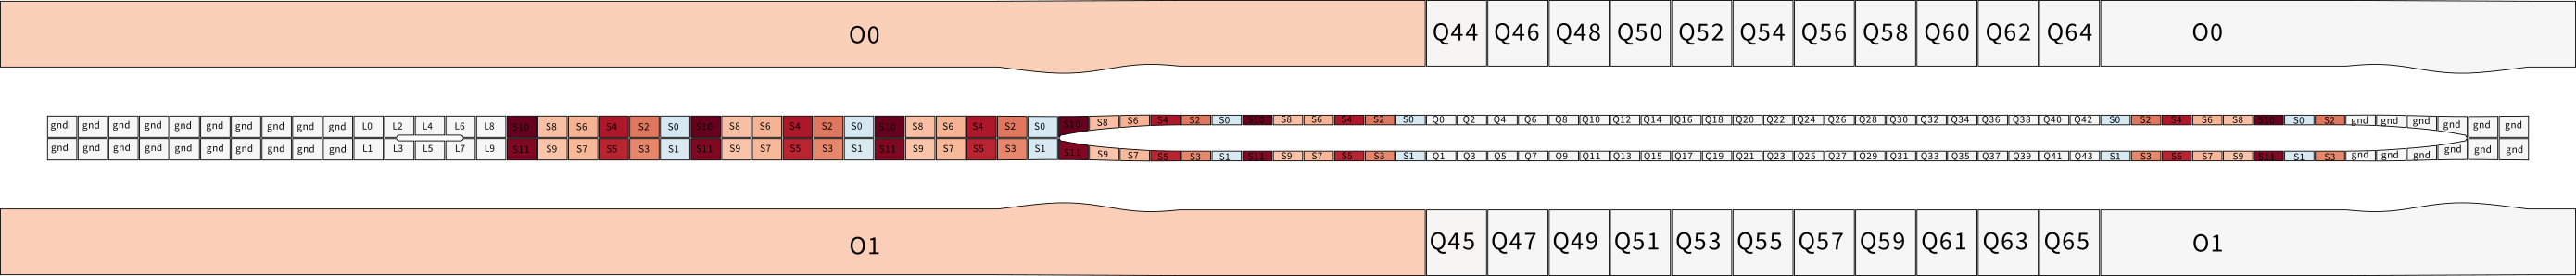 O0 Q44 Q46 Q48 Q50 Q52 Q54 Q56 Q58 Q60 Q62 Q64 O0
gnd gnd gnd gnd gnd gnd gnd gnd gnd gnd L0 L2 L4 L6 L8 S10 S8 S6 S4 S2 S0 S10 S8 S6 S4 S2 S0 S10 S8 S6 S4 S2 S0 S10 S8 S6 S4 S2 S0 S10 S8 S6 S4 S2 S0 Q0 Q2 Q4 Q6 Q8 Q10 Q12 Q14 Q16 Q18 Q20 Q22 Q24 Q26 Q28 Q30 Q32 Q34 Q36 Q38 Q40 Q42 S0 S2 S4 S6 S8 S10 S0 S2 gnd gnd gnd gnd gnd gnd
gnd gnd gnd gnd gnd gnd gnd gnd gnd gnd L1 L3 L5 L7 L9 S11 S9 S7 S5 S3 S1 S11 S9 S7 S5 S3 S1 S11 S9 S7 S5 S3 S1 S11 S9 S7 S5 S3 S1 S11 S9 S7 S5 S3 S1 Q1 Q3 Q5 Q7 Q9 Q11 Q13 Q15 Q17 Q19 Q21 Q23 Q25 Q27 Q29 Q31 Q33 Q35 Q37 Q39 Q41 Q43 S1 S3 S5 S7 S9 S11 S1 S3 gnd gnd gnd gnd gnd gnd
O1 Q45 Q47 Q49 Q51 Q53 Q55 Q57 Q59 Q61 Q63 Q65 O1